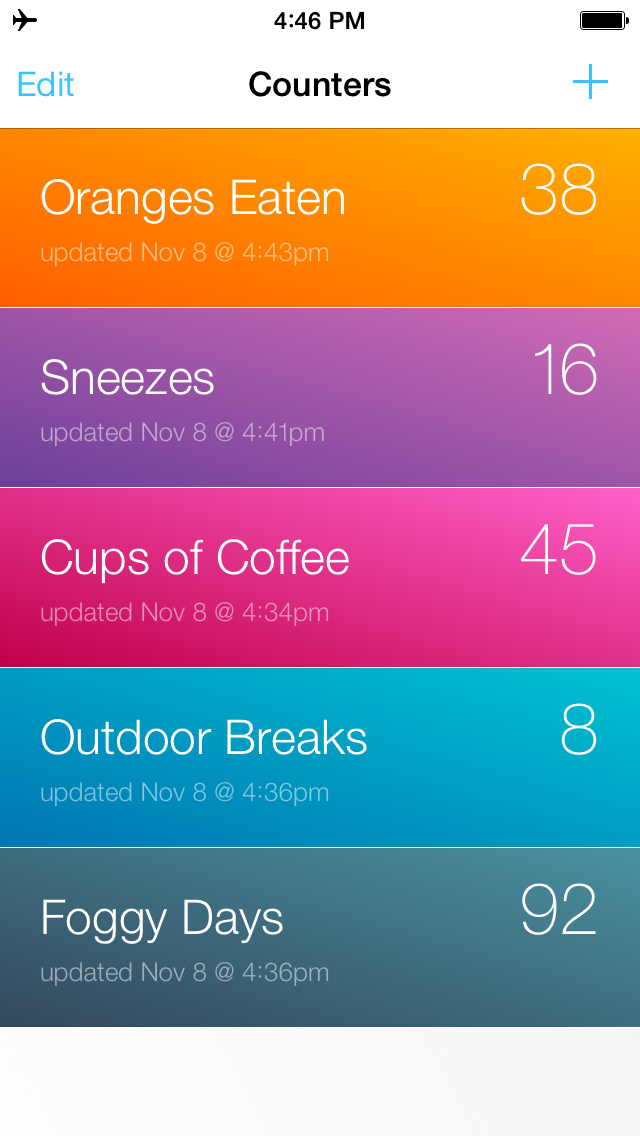 4:46 PM
Edit Counters +
Oranges Eaten 38
updated Nov 8 @ 4:43pm
Sneezes 16
updated Nov 8 @ 4:41pm
Cups of Coffee 45
updated Nov 8 @ 4:34pm
Outdoor Breaks 8
updated Nov 8 @ 4:36pm
Foggy Days 92
updated Nov 8 @ 4:36pm